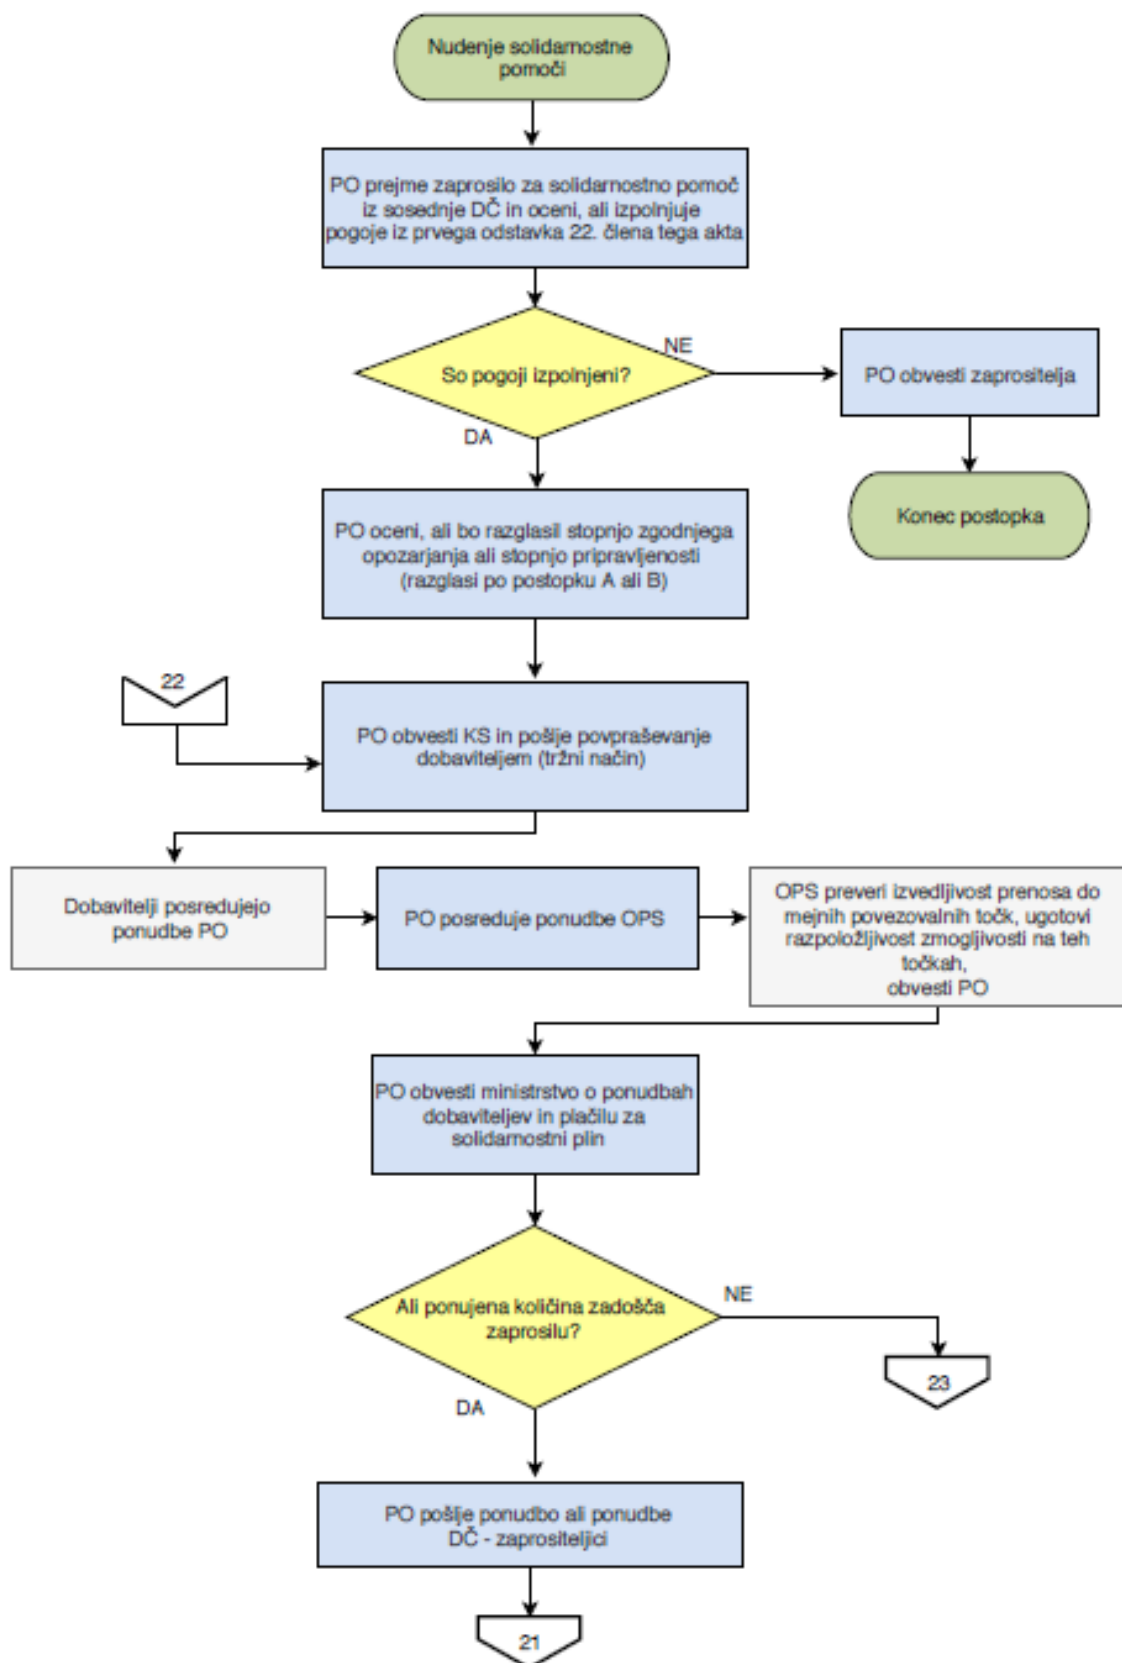 Nudenje solidarnostne
pomoči
PO prejme zaprosilo za solidarnostno pomoč
iz sosednje DČ in oceni, ali izpolnjuje
pogoje iz prvega odstavka 22. člena tega akta
So pogoji izpolnjeni?
NE
PO obvesti zaprositelja
DA
Konec postopka
PO oceni, ali bo razglasil stopnjo zgodnjega
opozarjanja ali stopnjo pripravljenosti
(razglasi po postopku A ali B)
22
PO obvesti KS in pošije povpraševanje
dobaviteljem (tržni način)
Dobavitelji posredujejo
ponudbe PO
PO posreduje ponudbe OPS
OPS preveri izvedljivost prenosa do
mejnih povezovalnih točk, ugotovi
razpoložljivost zmogljivosti na teh
točkah,
obvesti PO
PO obvesti ministrstvo o ponudbah
dobaviteljev in plačilu za
solidarnostni plin
Ali ponujena količina zadošča
zaprosilu?
NE
23
DA
PO pošlje ponudbo ali ponudbe
DČ - zaprositeljici
21